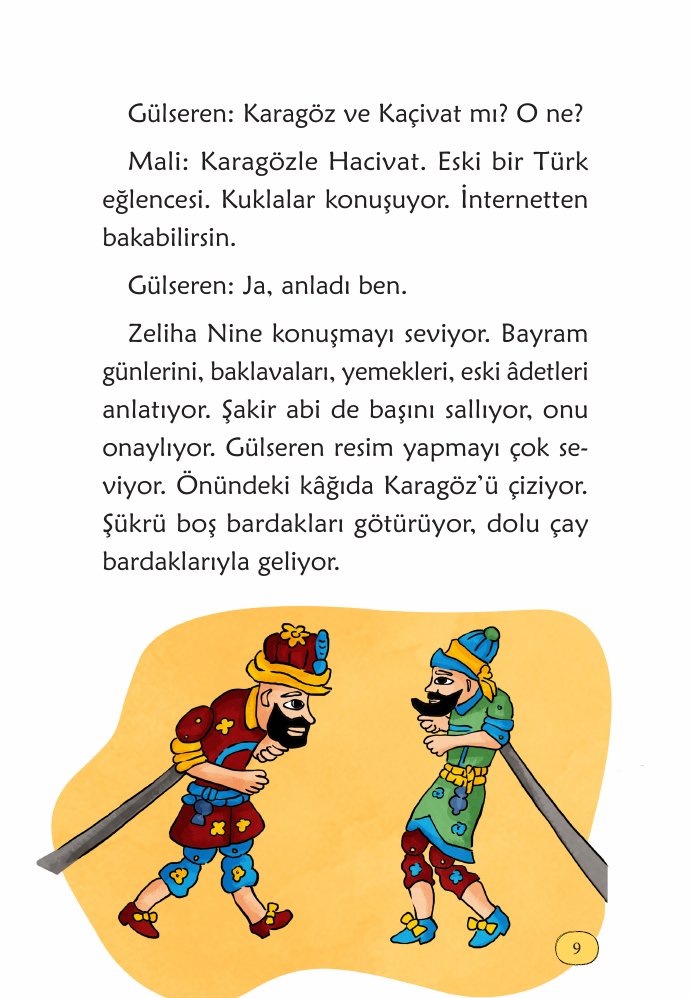 Gülseren: Karagöz ve Kaçivat mı? O ne?
Mali: Karagözle Hacivat. Eski bir Türk
eğlencesi. Kuklalar konuşuyor. İnternetten
bakabilirsin.
Gülseren: Ja, anladı ben.
Zeliha Nine konuşmayı seviyor. Bayram
günlerini, baklavaları, yemekleri, eski âdetleri
anlatıyor. Şakir abi de başını sallıyor, onu
onaylıyor. Gülseren resim yapmayı çok se-
viyor. Önündeki kâğıda Karagöz'ü çiziyor.
Şükrü boş bardakları götürüyor, dolu çay
bardaklarıyla geliyor.
9